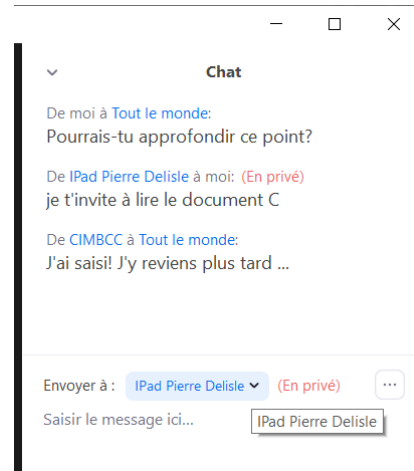 Chat
De moi à Tout le monde:
Pourrais-tu approfondir ce point?
De IPad Pierre Delisle à moi: (En privé)
je t'invite à lire le document C
De CIMBCC à Tout le monde:
J'ai saisi! J'y reviens plus tard ...
Envoyer à : IPad Pierre Delisle (En privé) ...
Saisir le message ici... IPad Pierre Delisle